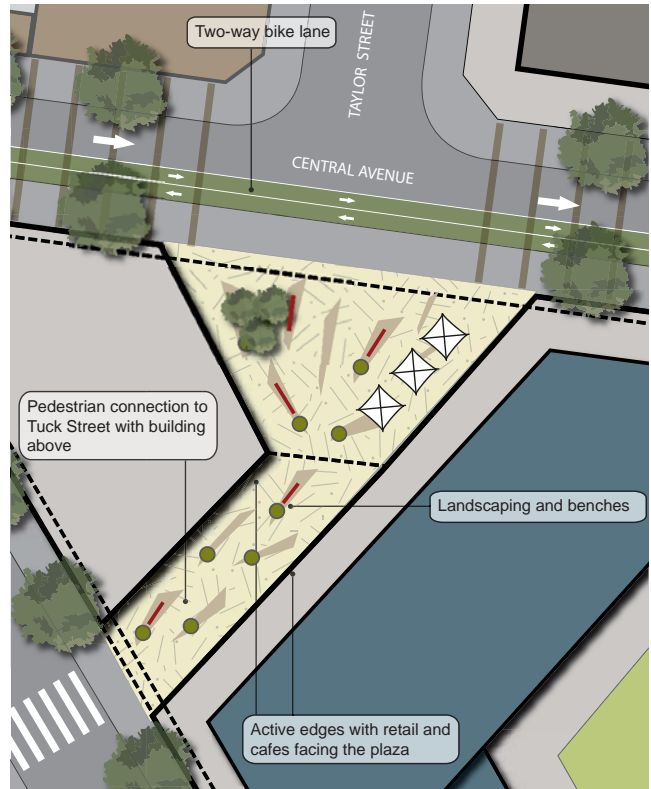 Two-way bike lane
TAYLOR STREET
CENTRAL AVENUE
Pedestrian connection to
Tuck Street with building
above
Landscaping and benches
Active edges with retail and
cafes facing the plaza